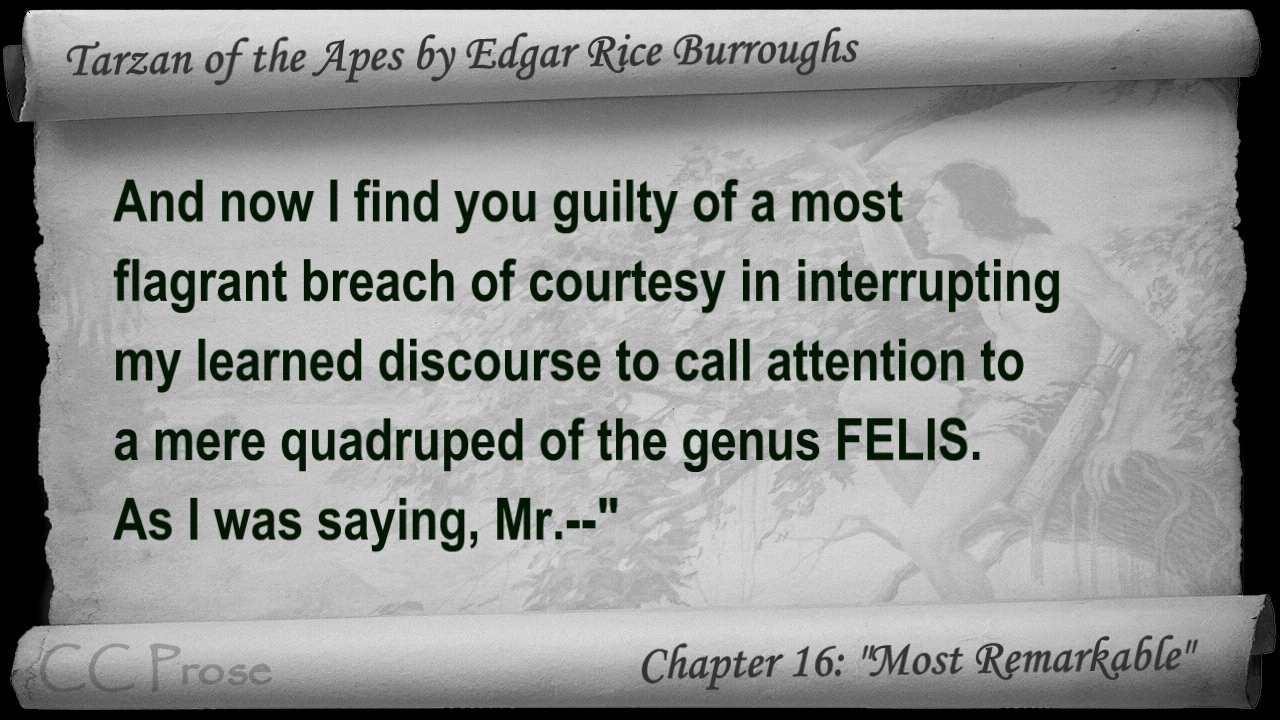 Tarzan of the Apes by Edgar Rice Burroughs
And now I find you guilty of a most
flagrant breach of courtesy in interrupting
my learned discourse to call attention to
a mere quadruped of the genus FELIS.
As I was saying, Mr.--"
CC Prose
Chapter 16: "Most Remarkable"